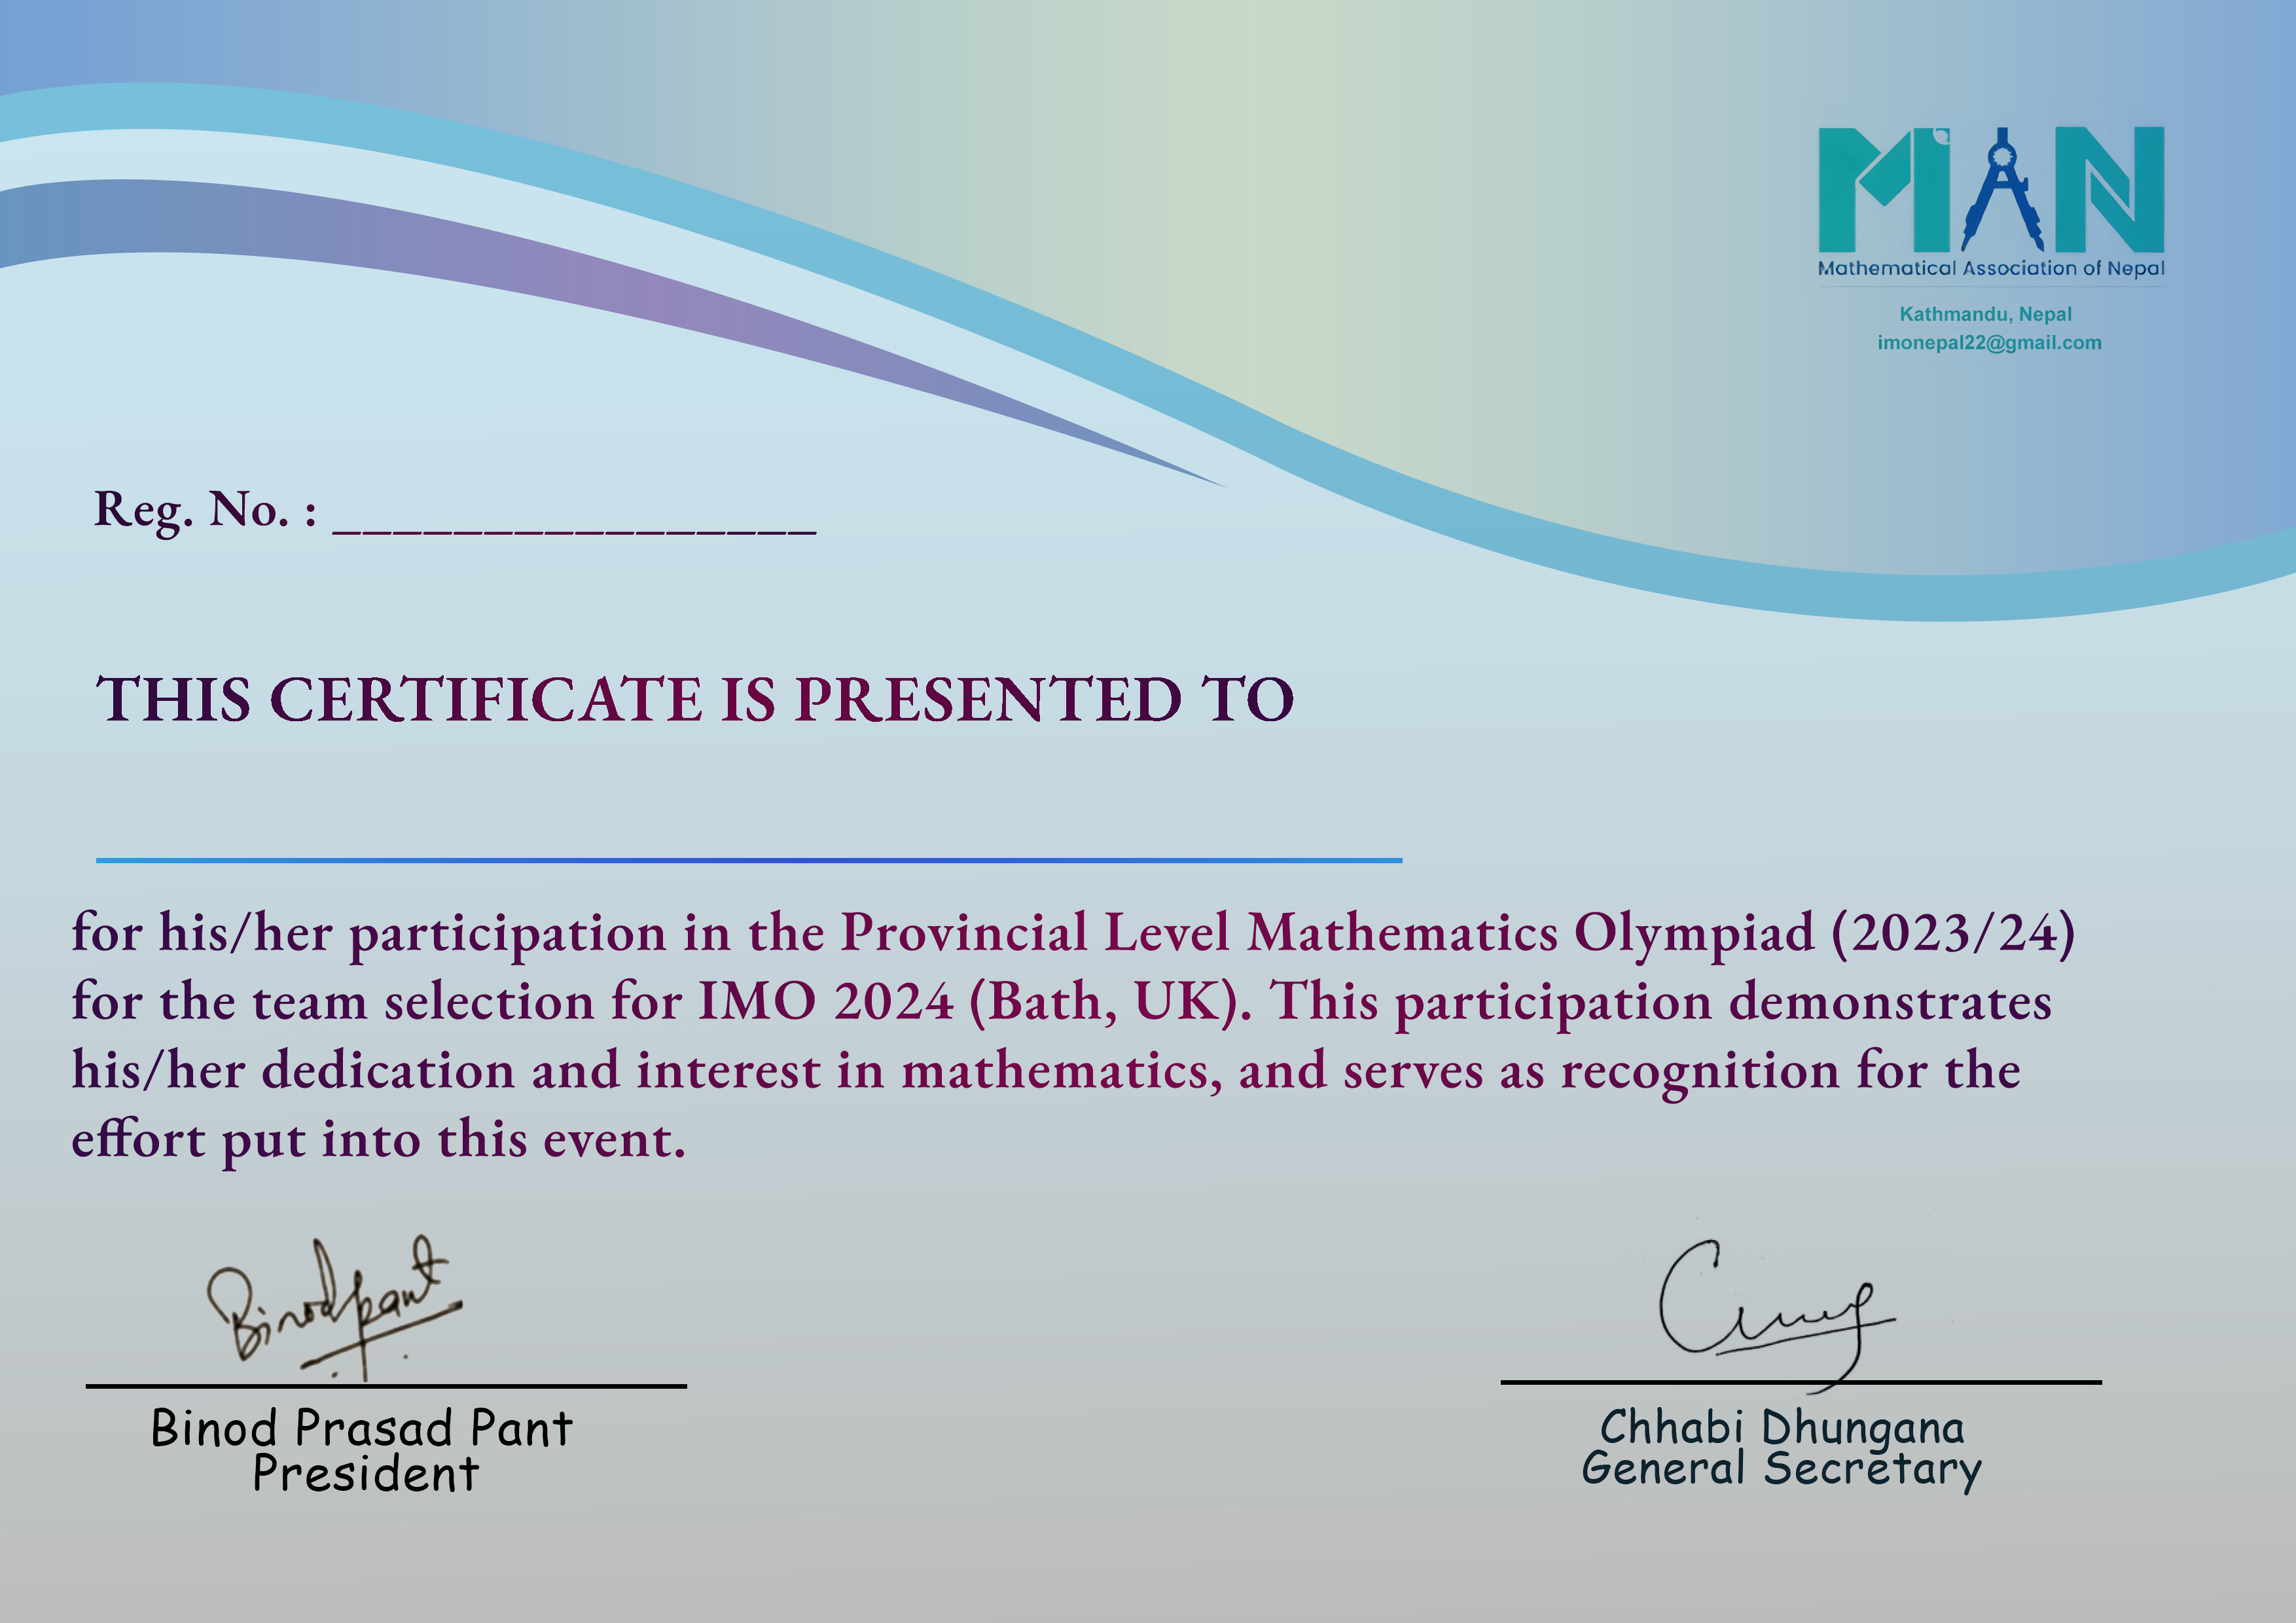 MAN
Mathematical Association of Nepal
Kathmandu, Nepal
imonepal22@gmail.com
Reg. No. : ________________
THIS CERTIFICATE IS PRESENTED TO
for his/her participation in the Provincial Level Mathematics Olympiad (2023/24)
for the team selection for IMO 2024 (Bath, UK). This participation demonstrates
his/her dedication and interest in mathematics, and serves as recognition for the
effort put into this event.
Binod Pant
Binod Prasad Pant
President
Chhabi Dhungana
General Secretary